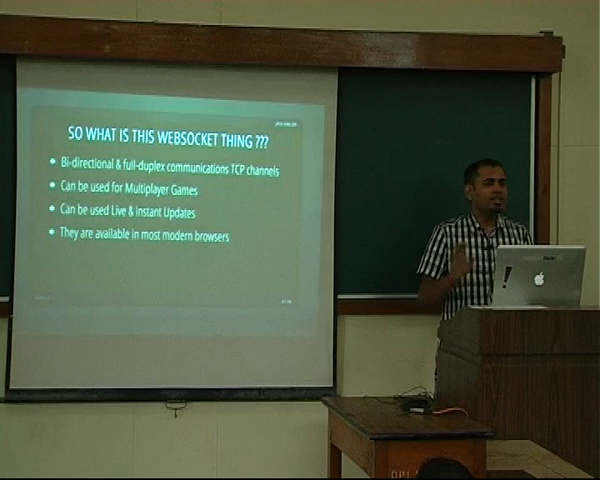 SO WHAT IS THIS WEBSOCKET THING ???
Bi-directional & full-duplex communications TCP channels
Can be used for Multiplayer Games
Can be used Live & Instant Updates
They are available in most modern browsers